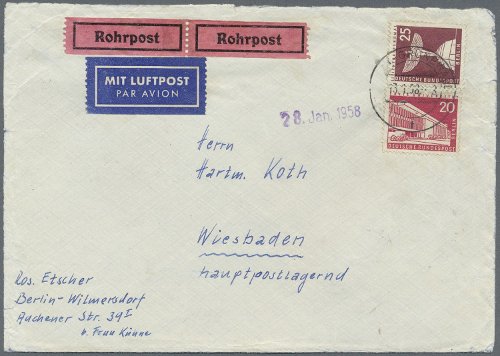 Rohrpost Rohrpost
MIT LUFTPOST
PAR AVION
25
DEUTSCHE BUNDESPOST
BERLIN
20
DEUTSCHE BUNDESPOST
BERLIN
28. Jan. 1958
Herrn
Hartm. Koth
Wiesbaden
hauptpostlagernd
Ros. Etscher
Berlin-Wilmersdorf
Aachener Str. 39I
b. Frau Künne